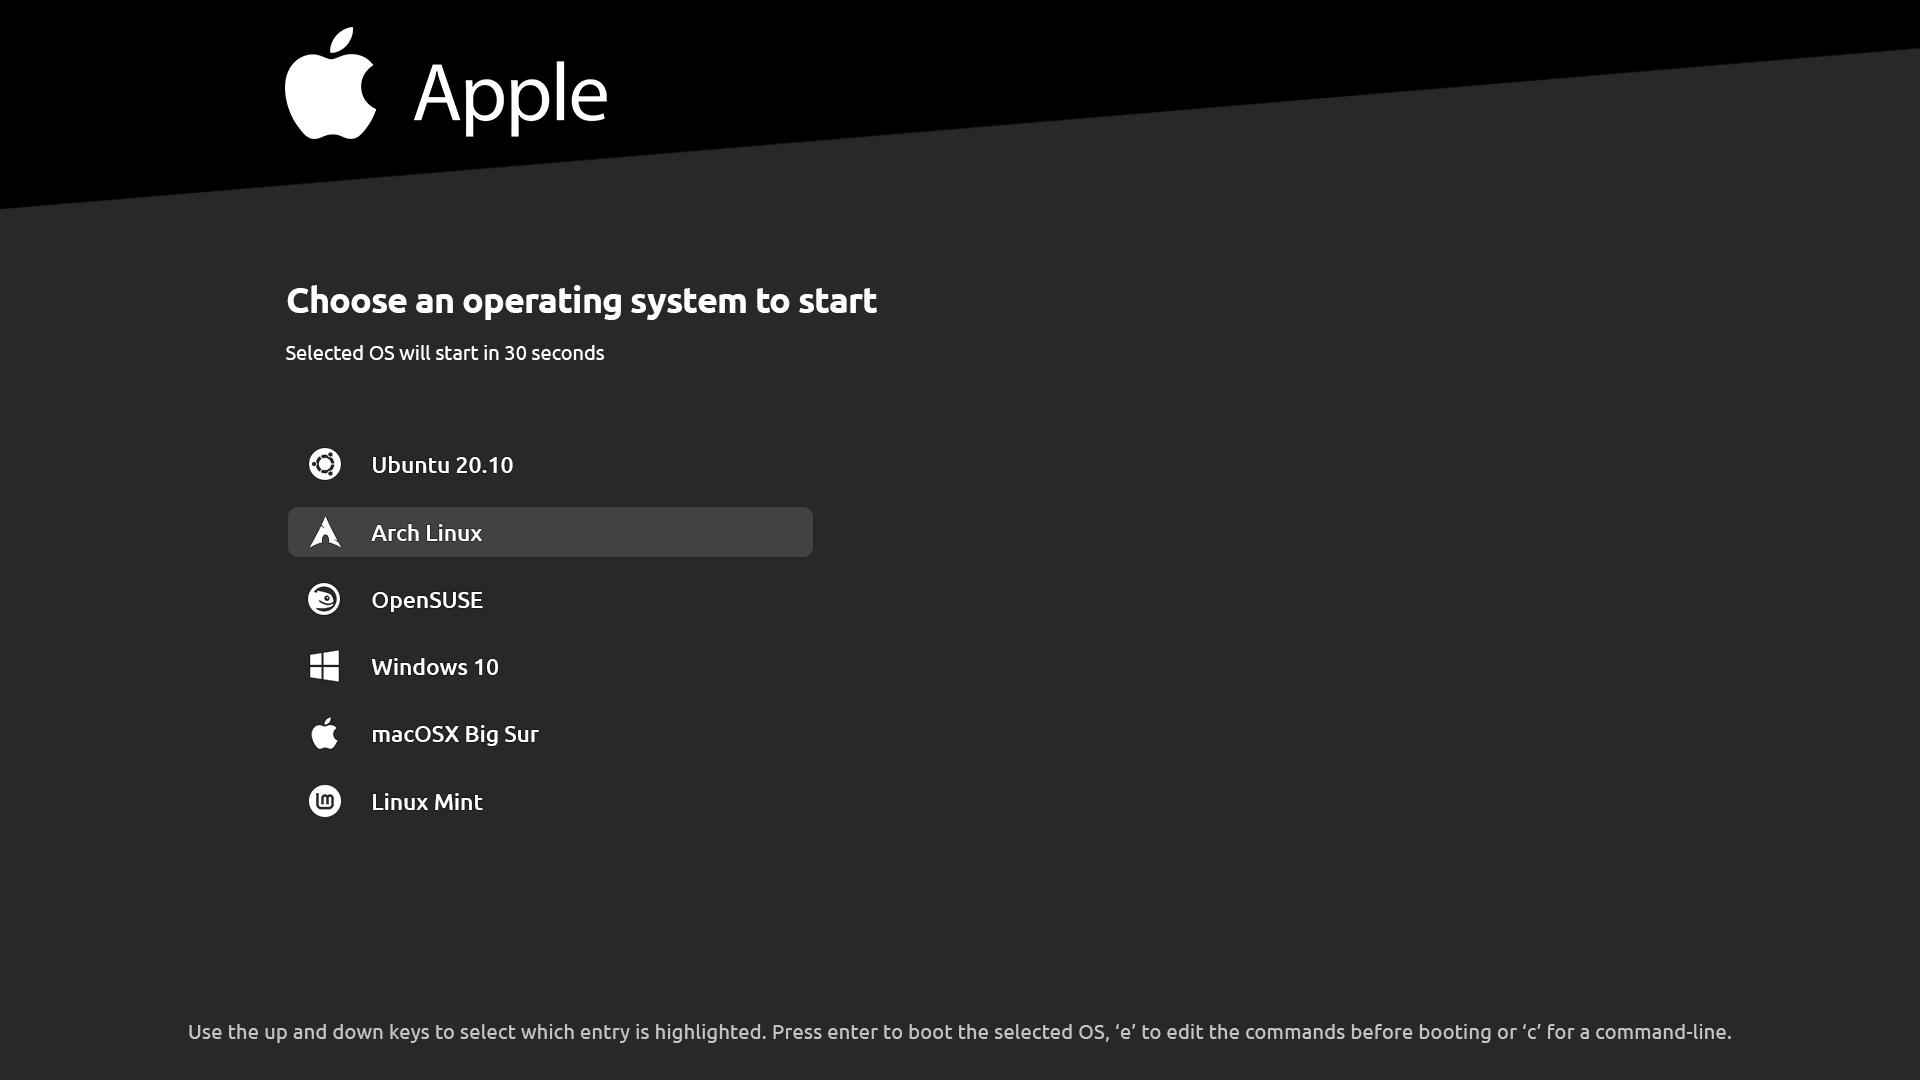 Apple
Choose an operating system to start
Selected OS will start in 30 seconds
Ubuntu 20.10
Arch Linux
OpenSUSE
Windows 10
macOSX Big Sur
Linux Mint
Use the up and down keys to select which entry is highlighted. Press enter to boot the selected OS, ‘e’ to edit the commands before booting or ‘c’ for a command-line.